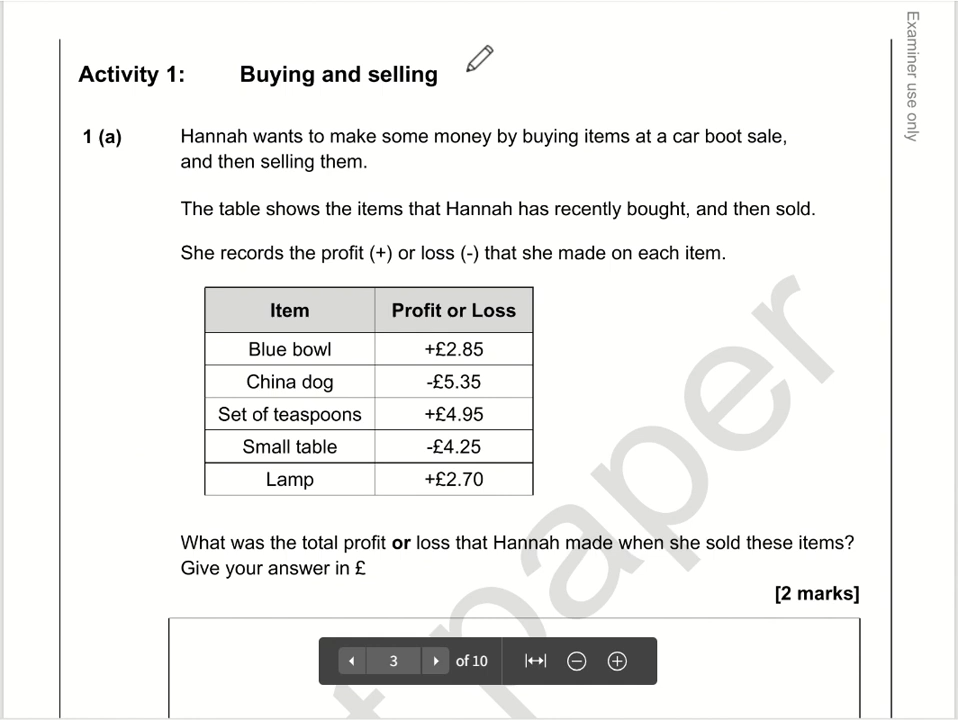 Examiner use only
Activity 1: Buying and selling
1 (a) Hannah wants to make some money by buying items at a car boot sale,
and then selling them.
The table shows the items that Hannah has recently bought, and then sold.
She records the profit (+) or loss (-) that she made on each item.
Item Profit or Loss
Blue bowl +£2.85
China dog -£5.35
Set of teaspoons +£4.95
Small table -£4.25
Lamp +£2.70
What was the total profit or loss that Hannah made when she sold these items?
Give your answer in £
[2 marks]
t paper
3 of 10